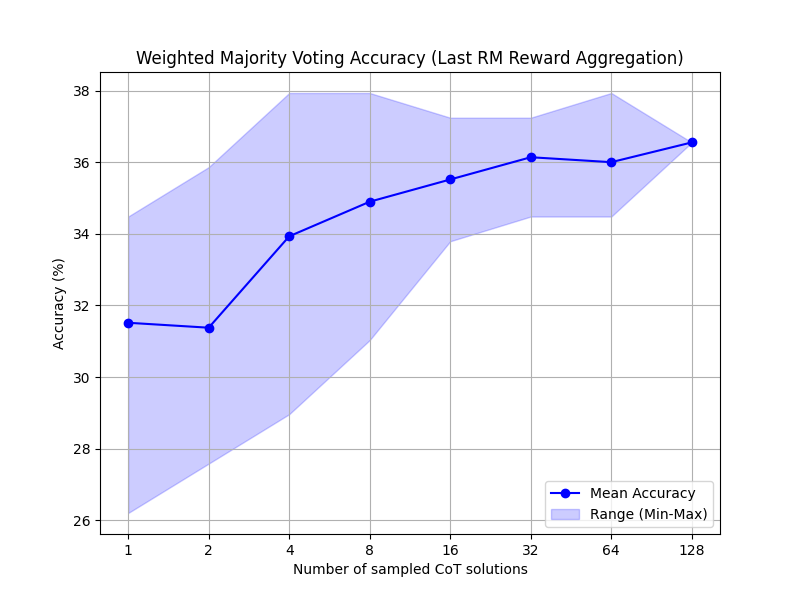 Weighted Majority Voting Accuracy (Last RM Reward Aggregation)
Accuracy (%)
38
36
34
32
30
28
26
Mean Accuracy
Range (Min-Max)
1 2 4 8 16 32 64 128
Number of sampled CoT solutions